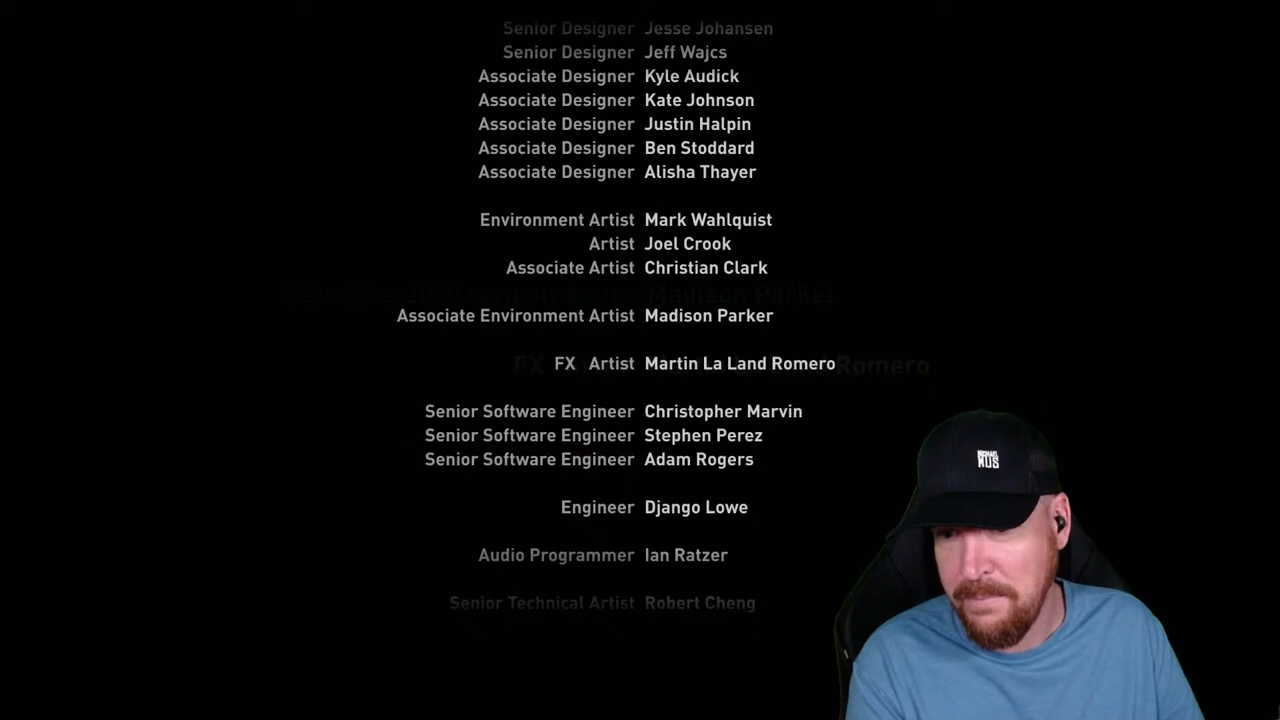 Senior Designer Jesse Johansen
Senior Designer Jeff Wajcs
Associate Designer Kyle Audick
Associate Designer Kate Johnson
Associate Designer Justin Halpin
Associate Designer Ben Stoddard
Associate Designer Alisha Thayer
Environment Artist Mark Wahlquist
Artist Joel Crook
Associate Artist Christian Clark
Associate Environment Artist Madison Parker
FX Artist Martin La Land Romero
Senior Software Engineer Christopher Marvin
Senior Software Engineer Stephen Perez
Senior Software Engineer Adam Rogers
Engineer Django Lowe
Audio Programmer Ian Ratzer
Senior Technical Artist Robert Cheng